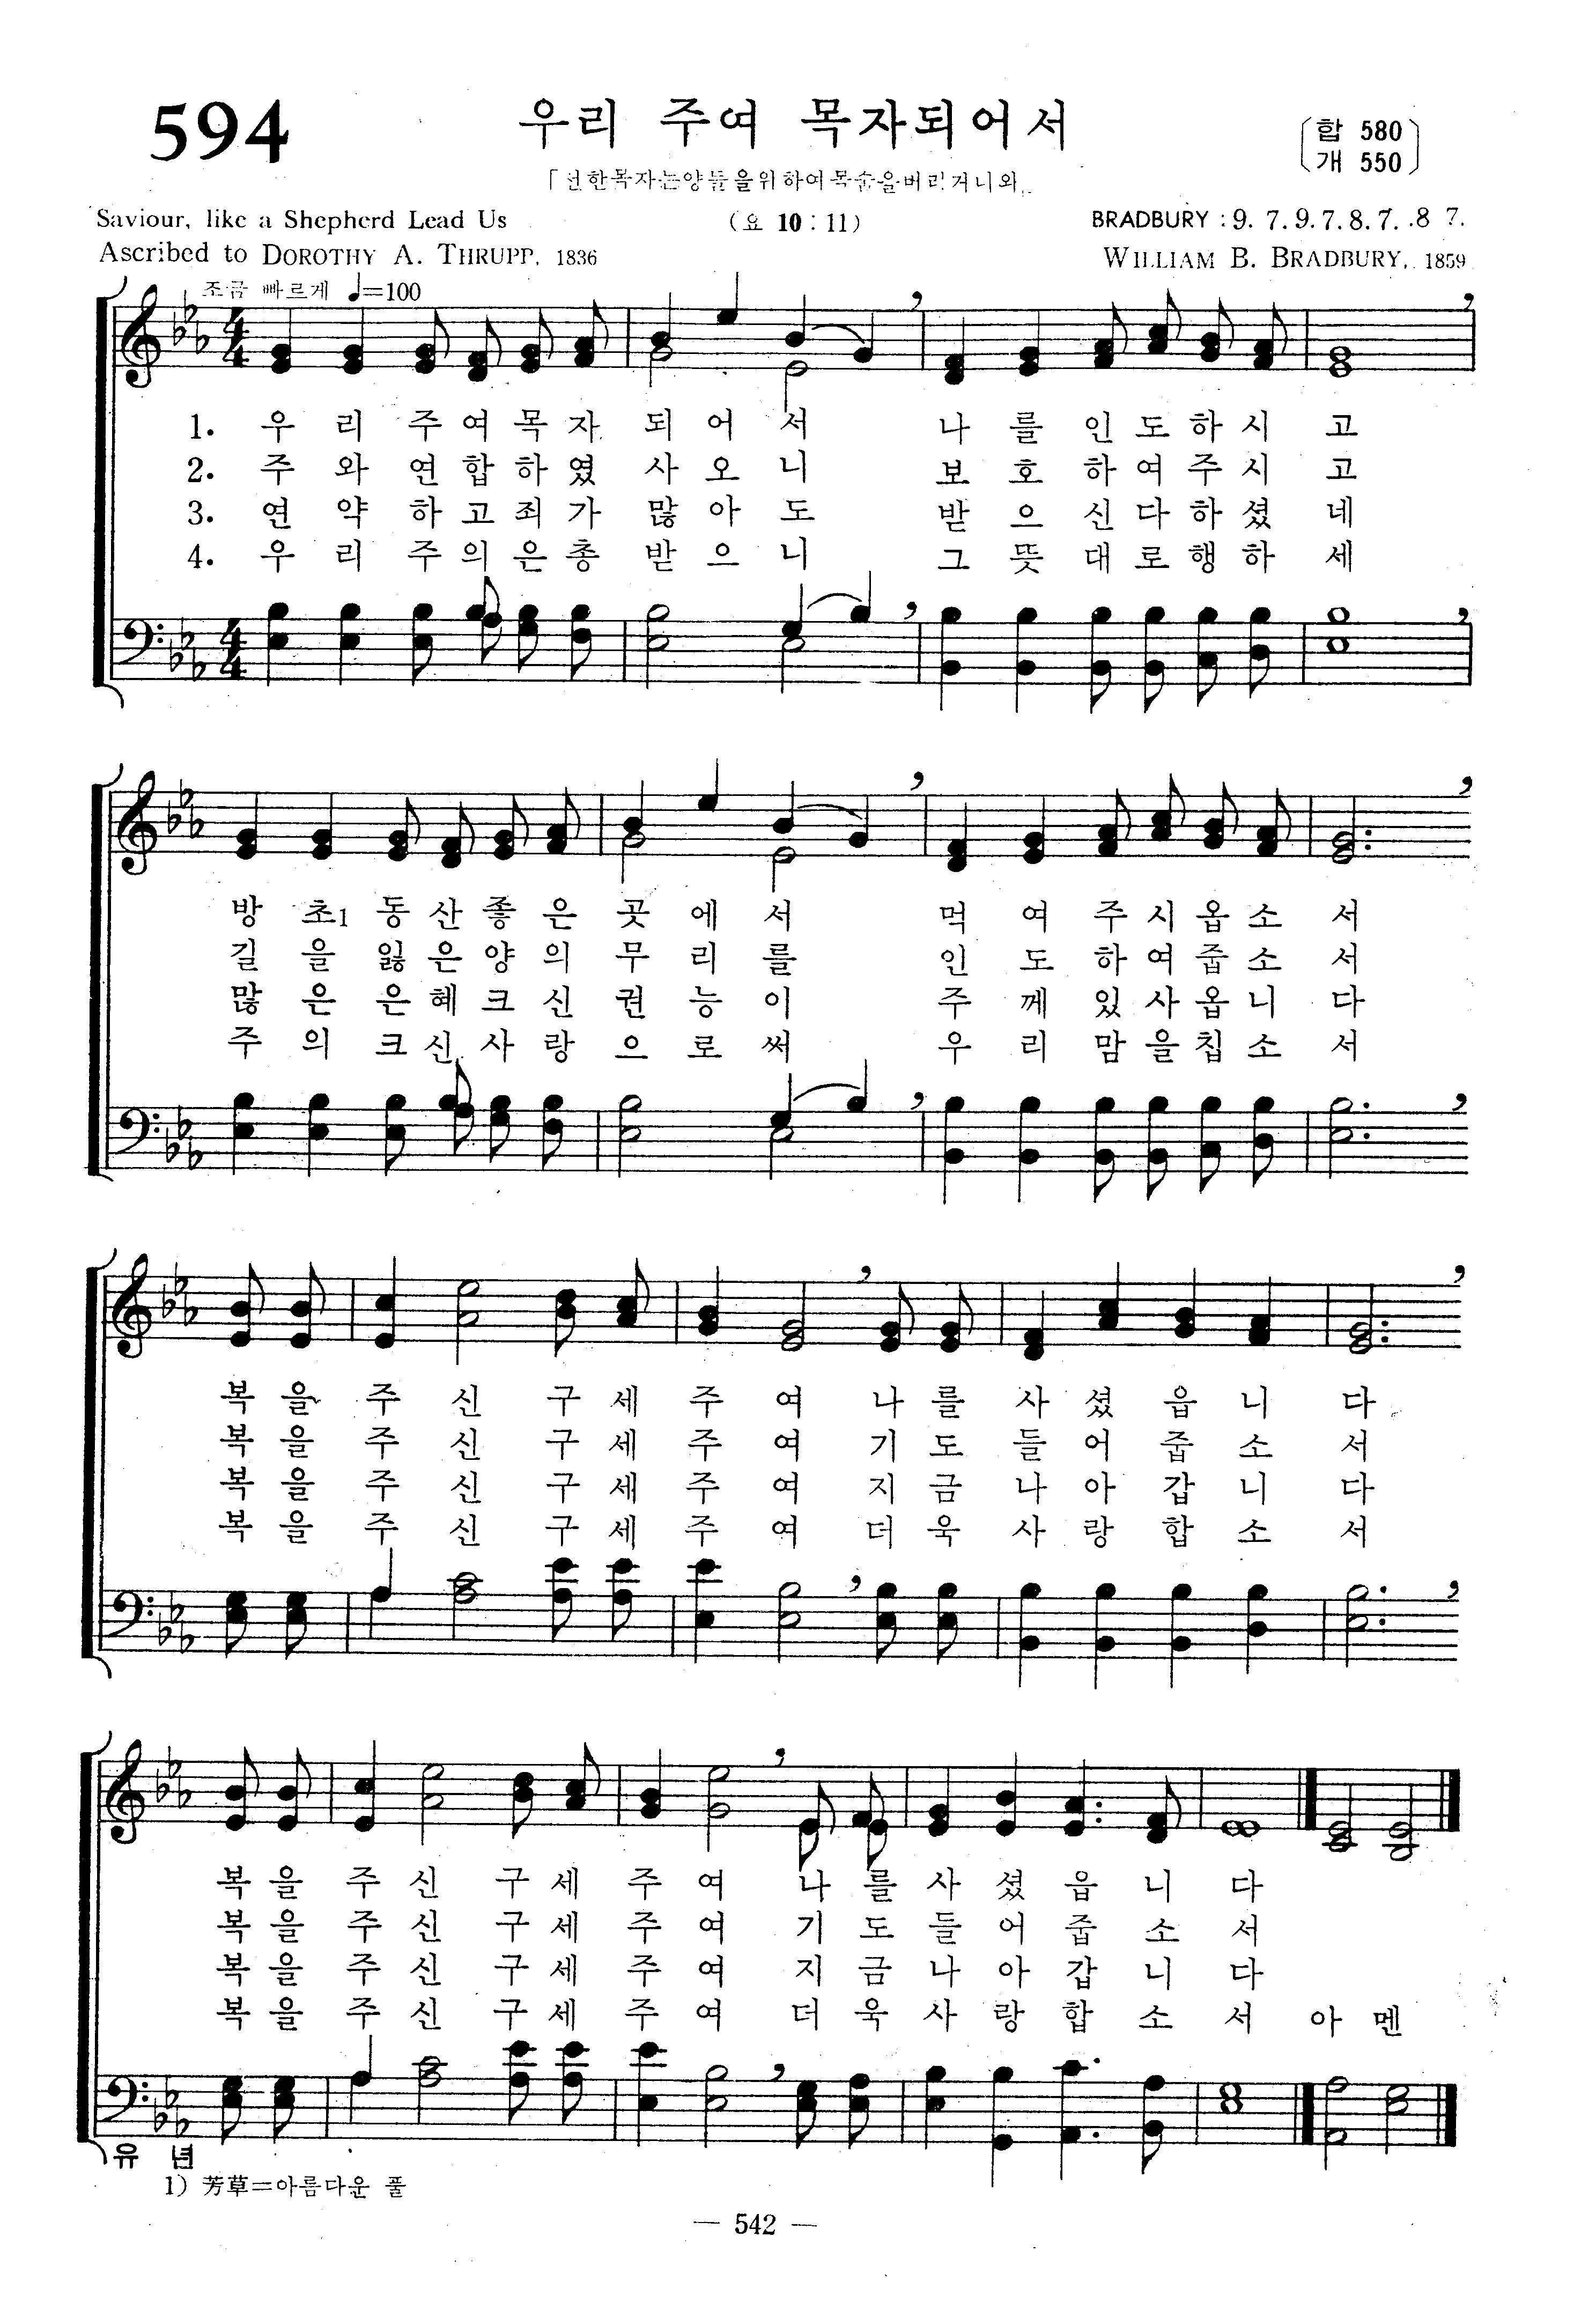 594
우리 주여 목자되어서
합 580
개 550
「선한목자는양들을위하여목숨을버리거니와」
Saviour, like a Shepherd Lead Us
(요 10 : 11)
BRADBURY : 9. 7. 9. 7. 8. 7. .8 7.
Ascribed to DOROTHY A. THRUPP, 1836
WILLIAM B. BRADBURY, 1859
조금 빠르게 ♩=100
1. 우 리 주 여 목 자 되 어 서 나 를 인 도 하 시 고
2. 주 와 연 합 하 였 사 오 니 보 호 하 여 주 시 고
3. 연 약 하 고 죄 가 많 아 도 받 으 신 다 하 셨 네
4. 우 리 주 의 은 총 받 으 니 그 뜻 대 로 행 하 세
방 초1 동 산 좋 은 곳 에 서 먹 여 주 시 옵 소 서
길 을 잃 은 양 의 무 리 를 인 도 하 여 줍 소 서
많 은 은 혜 크 신 권 능 이 주 께 있 사 옵 니 다
주 의 크 신 사 랑 으 로 써 우 리 맘 을 칩 소 서
복 을 주 신 구 세 주 여 나 를 사 셨 읍 니 다
복 을 주 신 구 세 주 여 기 도 들 어 줍 소 서
복 을 주 신 구 세 주 여 지 금 나 아 갑 니 다
복 을 주 신 구 세 주 여 더 욱 사 랑 합 소 서
복 을 주 신 구 세 주 여 나 를 사 셨 읍 니 다
복 을 주 신 구 세 주 여 기 도 들 어 줍 소 서
복 을 주 신 구 세 주 여 지 금 나 아 갑 니 다
복 을 주 신 구 세 주 여 더 욱 사 랑 합 소 서 아 멘
유 년
1) 芳草=아름다운 풀
— 542 —